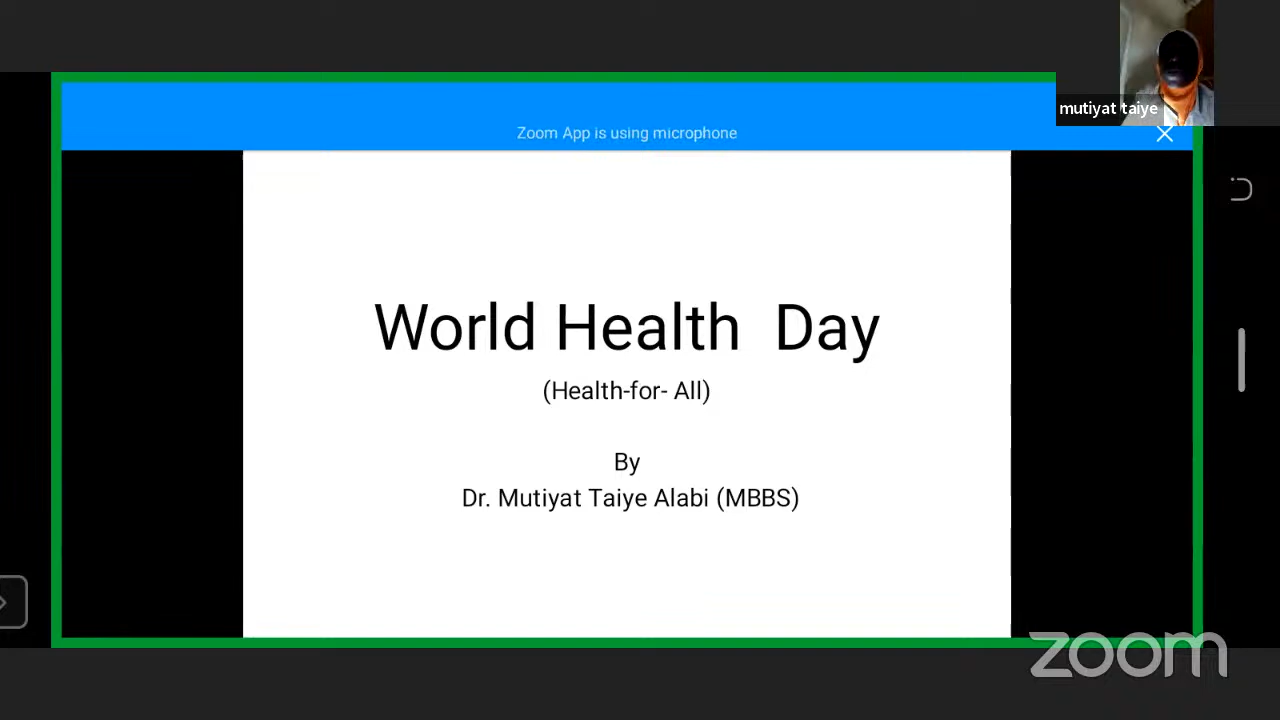 mutiyat taiye
Zoom App is using microphone
World Health  Day
(Health-for- All)
By
Dr. Mutiyat Taiye Alabi (MBBS)
zoom